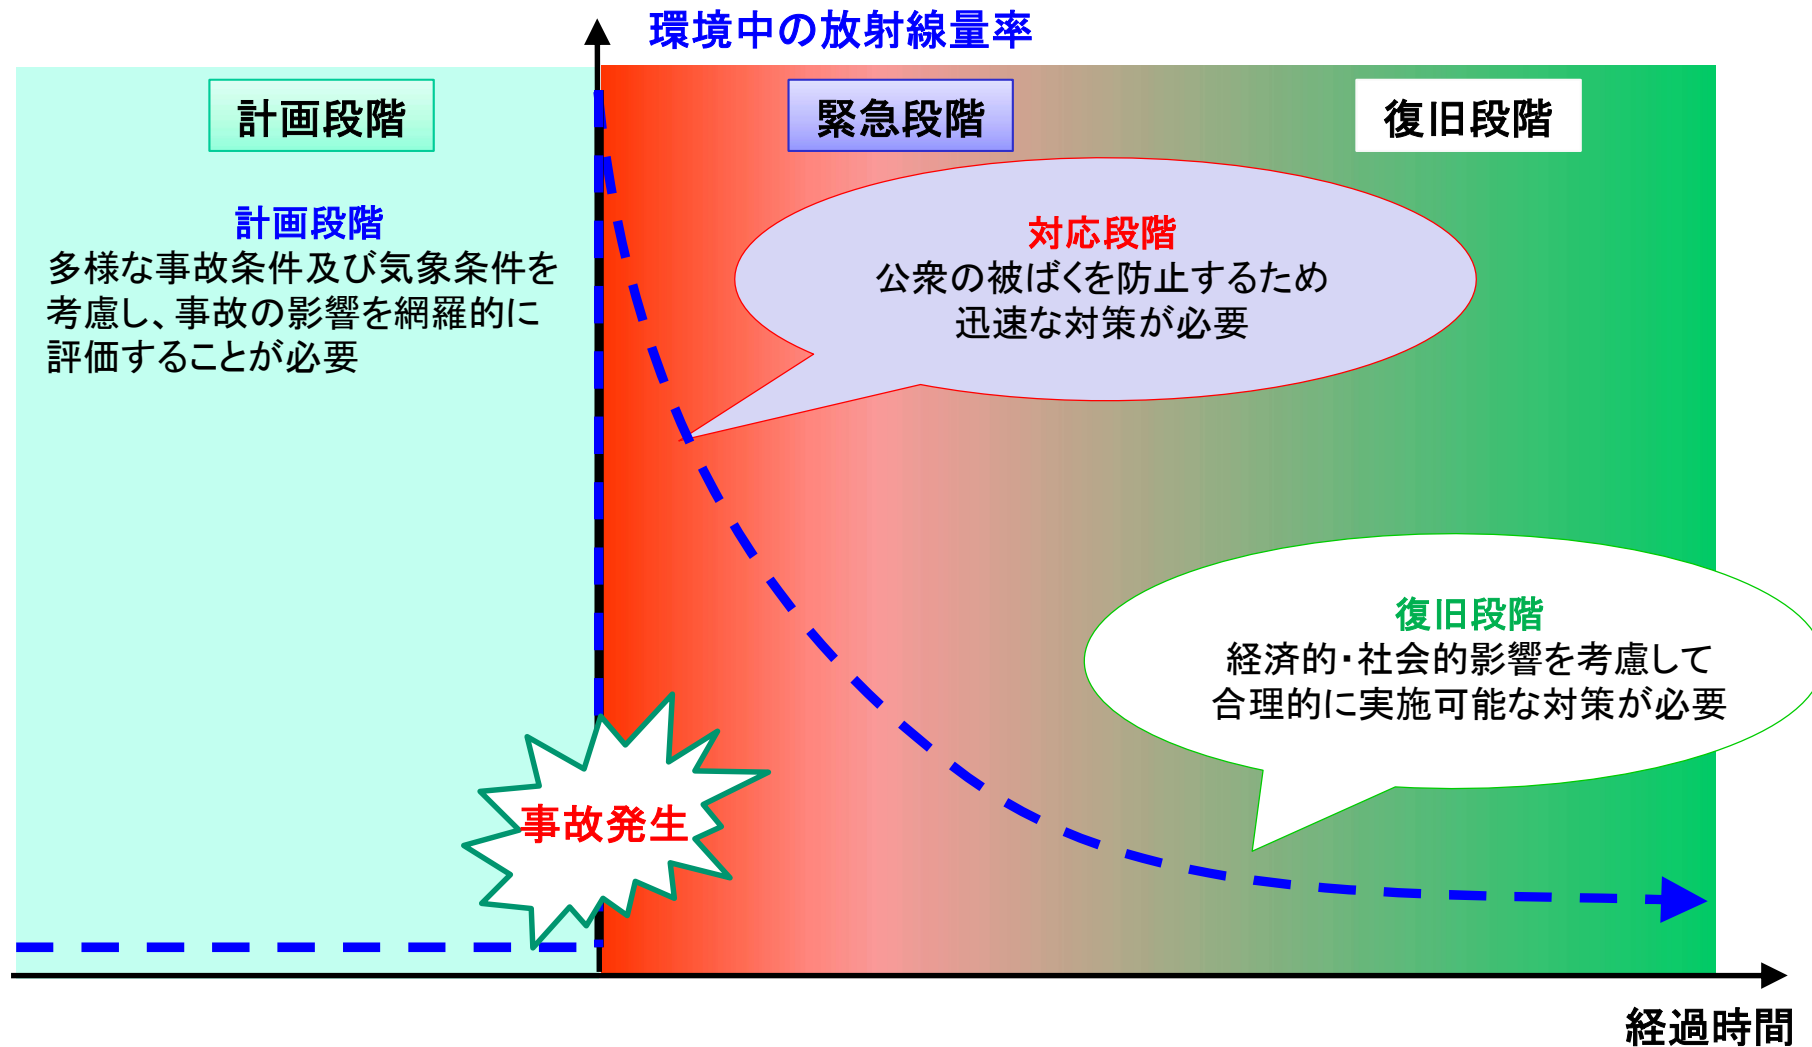 環境中の放射線量率
計画段階
緊急段階
復旧段階
計画段階
多様な事故条件及び気象条件を
考慮し、事故の影響を網羅的に
評価することが必要
対応段階
公衆の被ばくを防止するため
迅速な対策が必要
復旧段階
経済的・社会的影響を考慮して
合理的に実施可能な対策が必要
事故発生
経過時間